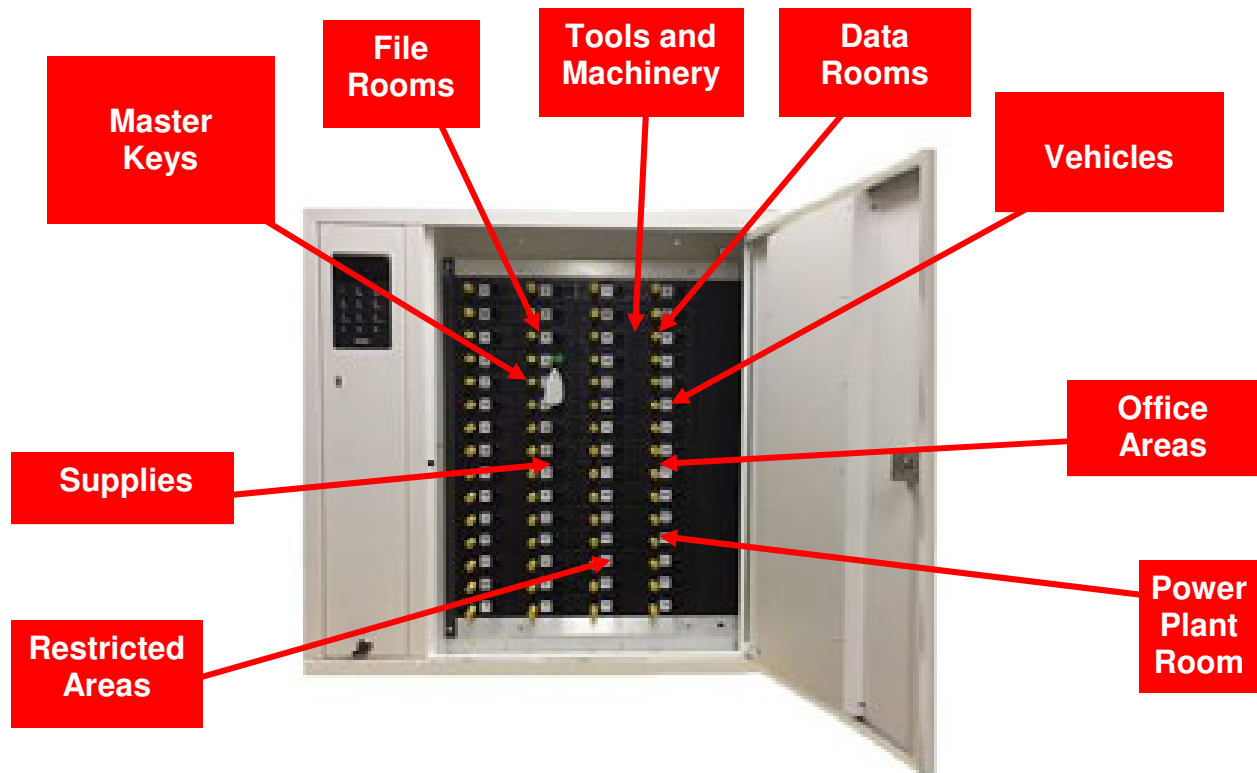 File
Rooms
Tools and
Machinery
Data
Rooms
Master
Keys
Vehicles
Office
Areas
Supplies
Power
Plant
Room
Restricted
Areas